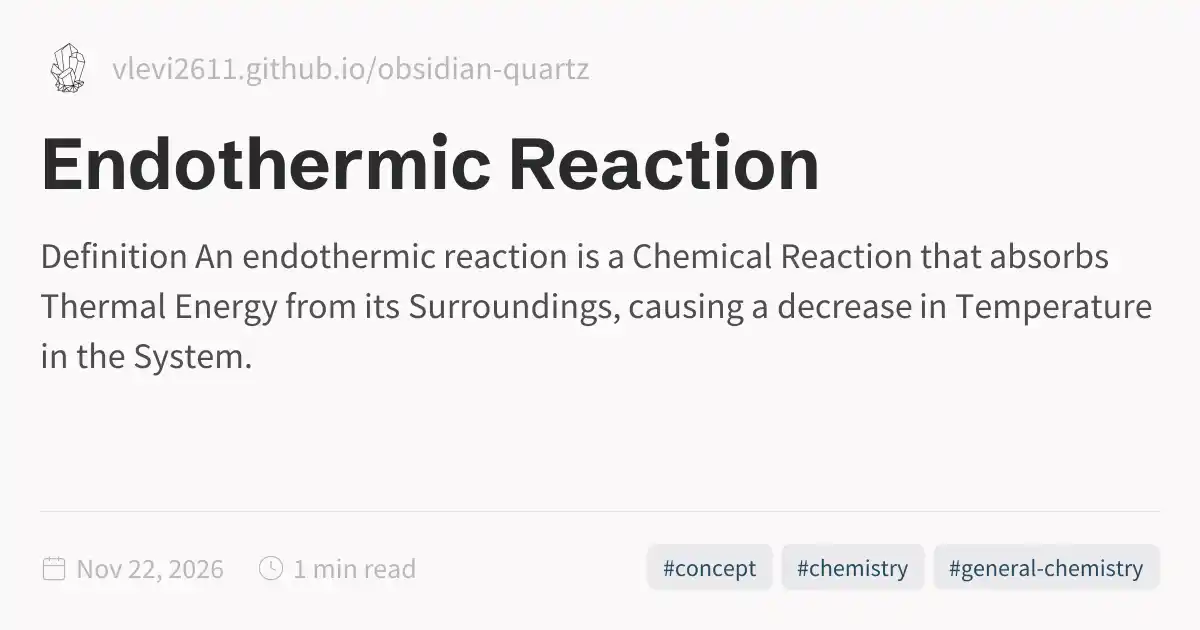 vlevi2611.github.io/obsidian-quartz
Endothermic Reaction
Definition An endothermic reaction is a Chemical Reaction that absorbs
Thermal Energy from its Surroundings, causing a decrease in Temperature
in the System.
Nov 22, 2026 1 min read #concept #chemistry #general-chemistry